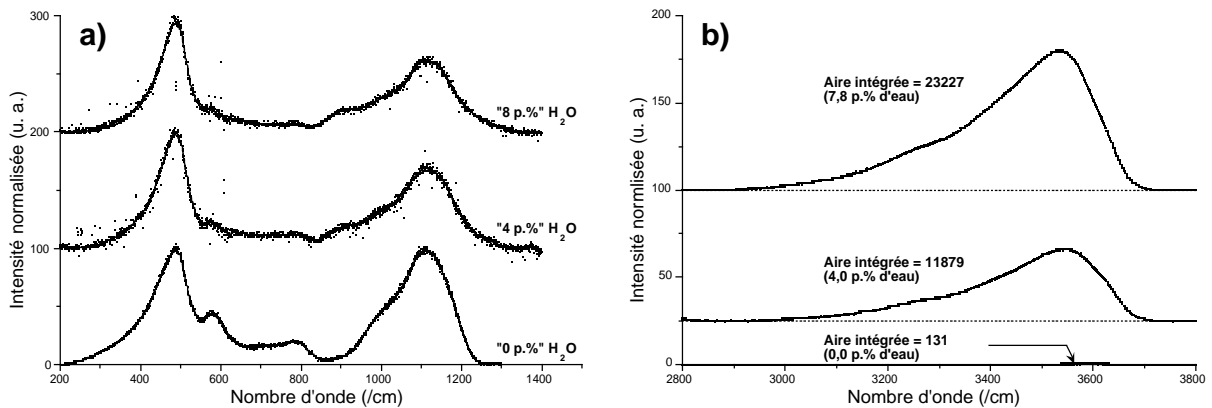 a)
300
200
100
0
Intensité normalisée (u. a.)
"8 p.%" H2O
"4 p.%" H2O
"0 p.%" H2O
200 400 600 800 1000 1200 1400
Nombre d'onde (/cm)
b)
200
150
100
50
0
Intensité normlisée (u. a.)
Aire intégrée = 23227
(7,8 p.% d'eau)
Aire intégrée = 11879
(4,0 p.% d'eau)
Aire intégrée = 131
(0,0 p.% d'eau)
2800 3000 3200 3400 3600 3800
Nombre d'onde (/cm)